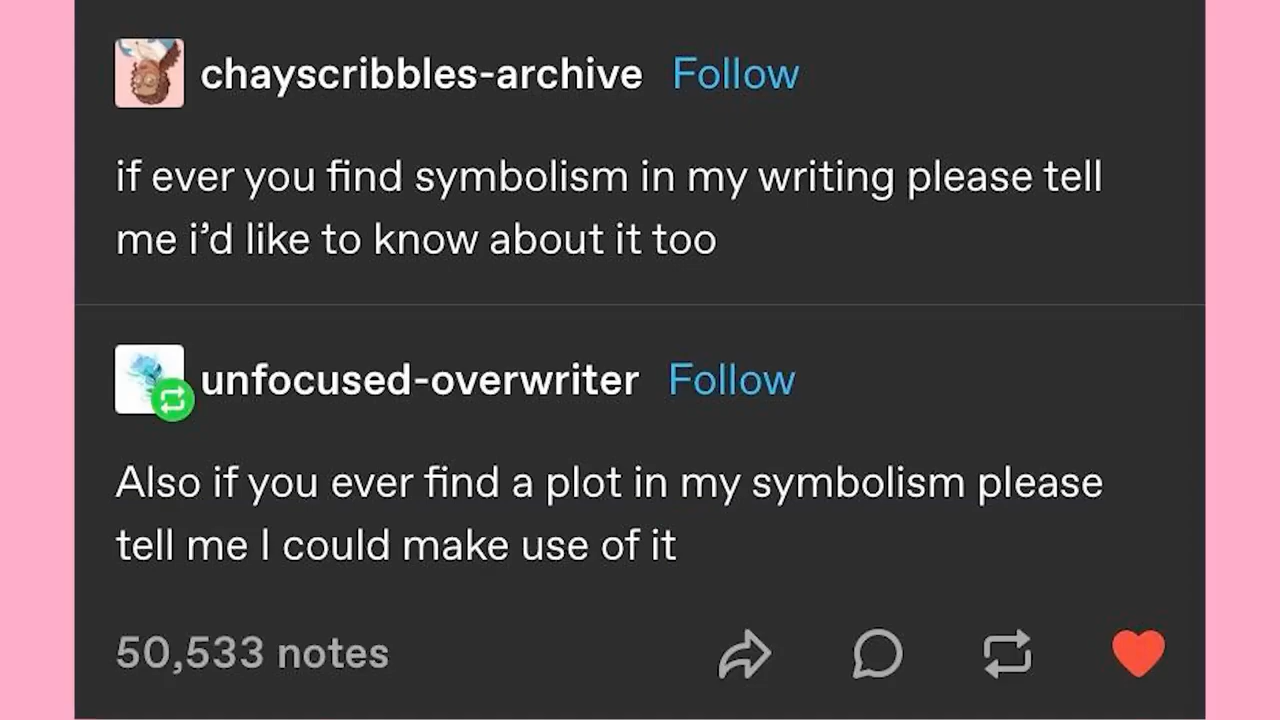 chayscribbles-archive Follow
if ever you find symbolism in my writing please tell
me i’d like to know about it too
unfocused-overwriter Follow
Also if you ever find a plot in my symbolism please
tell me I could make use of it
50,533 notes